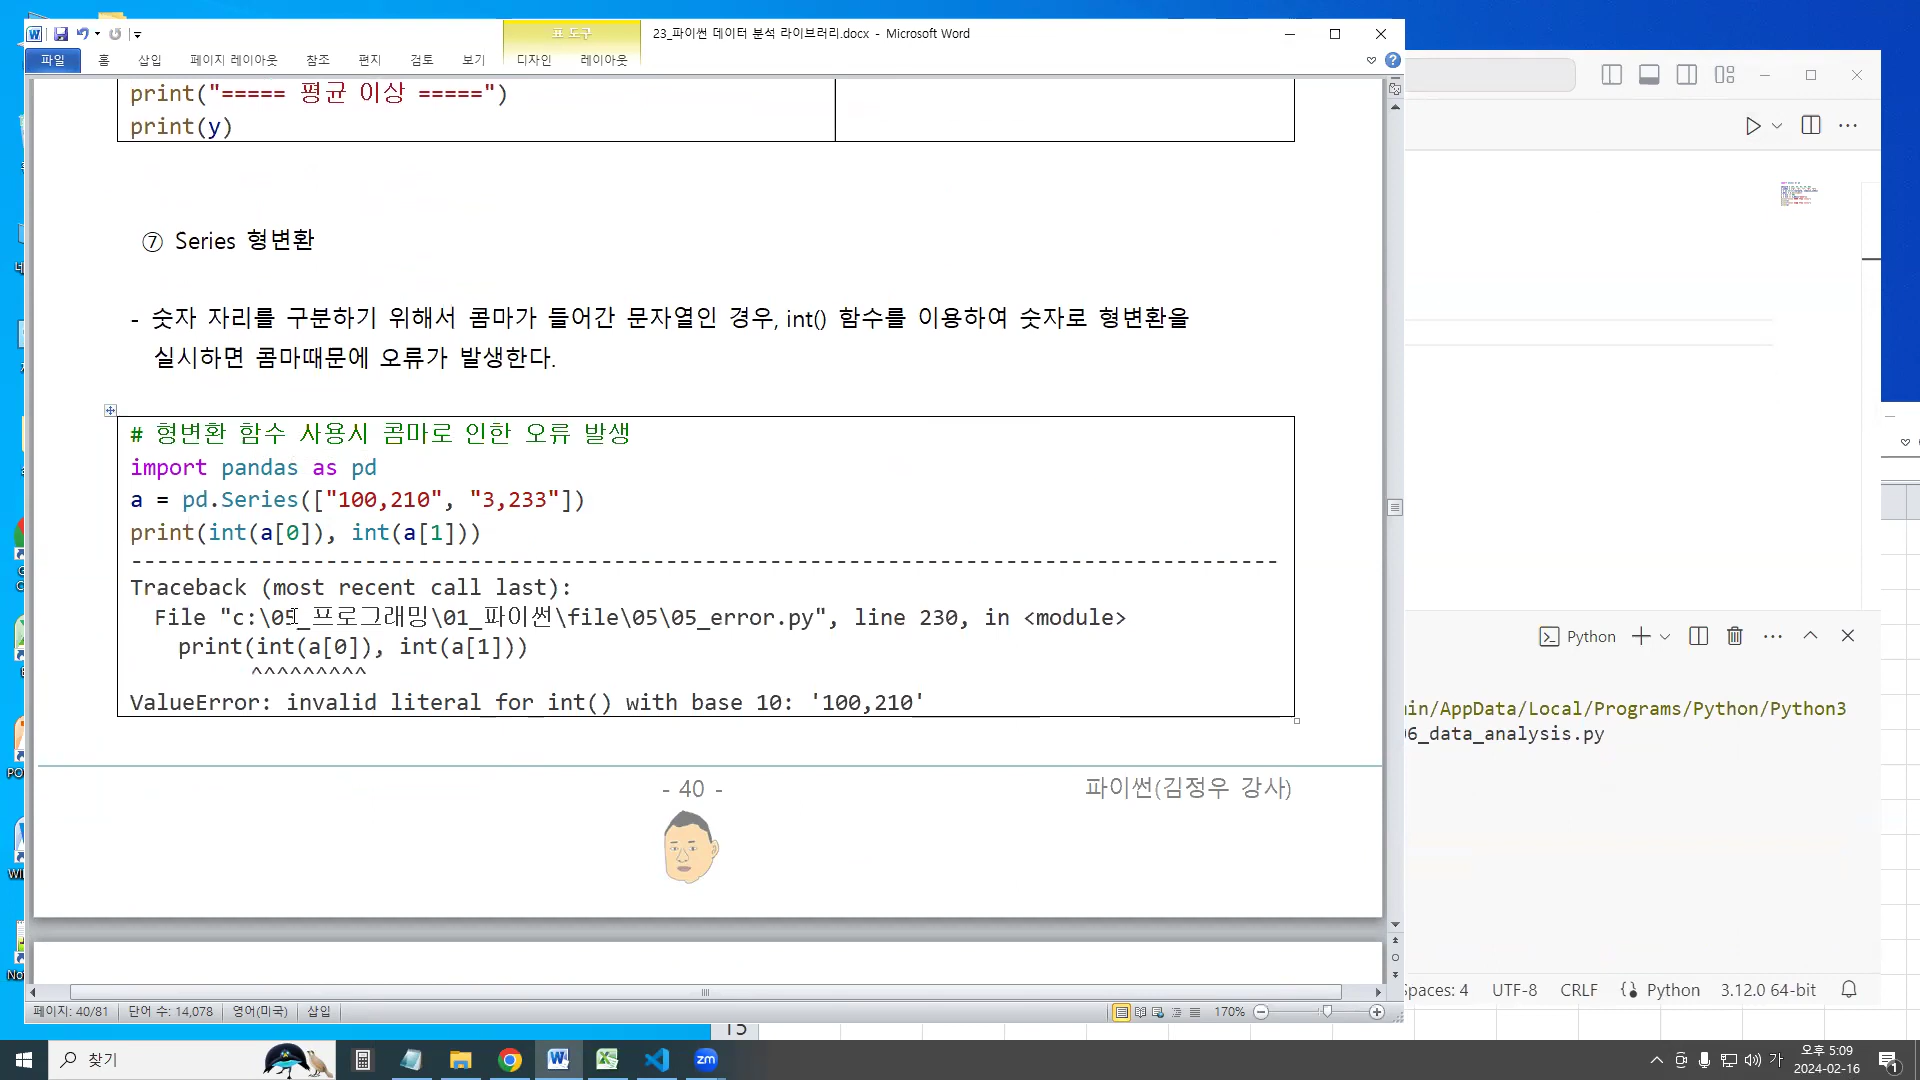 23_파이썬 데이터 분석 라이브러리.docx - Microsoft Word
표 도구
파일 홈 삽입 페이지 레이아웃 참조 편지 검토 보기 디자인 레이아웃
print("===== 평균 이상 =====")
print(y)
⑦ Series 형변환
- 숫자 자리를 구분하기 위해서 콤마가 들어간 문자열인 경우, int() 함수를 이용하여 숫자로 형변환을
실시하면 콤마때문에 오류가 발생한다.
# 형변환 함수 사용시 콤마로 인한 오류 발생
import pandas as pd
a = pd.Series(["100,210", "3,233"])
print(int(a[0]), int(a[1]))
--------------------------------------------------------------------------------
Traceback (most recent call last):
File "c:\05_프로그래밍\01_파이썬\file\05\05_error.py", line 230, in <module>
print(int(a[0]), int(a[1]))
^^^^^^^^^
ValueError: invalid literal for int() with base 10: '100,210'
- 40 -
파이썬(김정우 강사)
페이지: 40/81 단어 수: 14,078 영어(미국) 삽입
170%
15
Python
in/AppData/Local/Programs/Python/Python3
06_data_analysis.py
Spaces: 4 UTF-8 CRLF Python 3.12.0 64-bit
찾기
zm
가
오후 5:09
2024-02-16
1